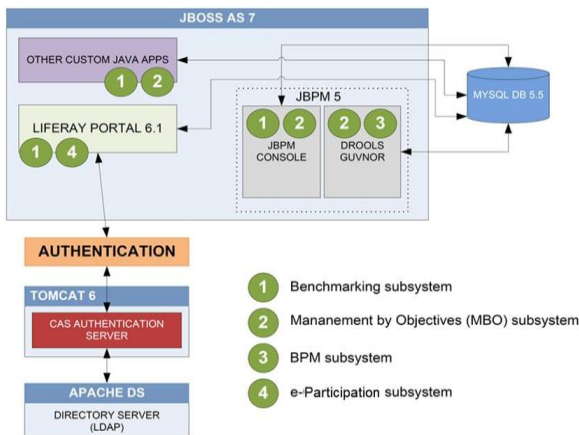 JBOSS AS 7
OTHER CUSTOM JAVA APPS
1 2
LIFERAY PORTAL 6.1
1 4
JBPM 5
1 2
JBPM
CONSOLE
2 3
DROOLS
GUVNOR
MYSQL DB 5.5
AUTHENTICATION
TOMCAT 6
CAS AUTHENTICATION
SERVER
APACHE DS
DIRECTORY SERVER
(LDAP)
1 Benchmarking subsystem
2 Mananement by Objectives (MBO) subsystem
3 BPM subsystem
4 e-Participation subsystem